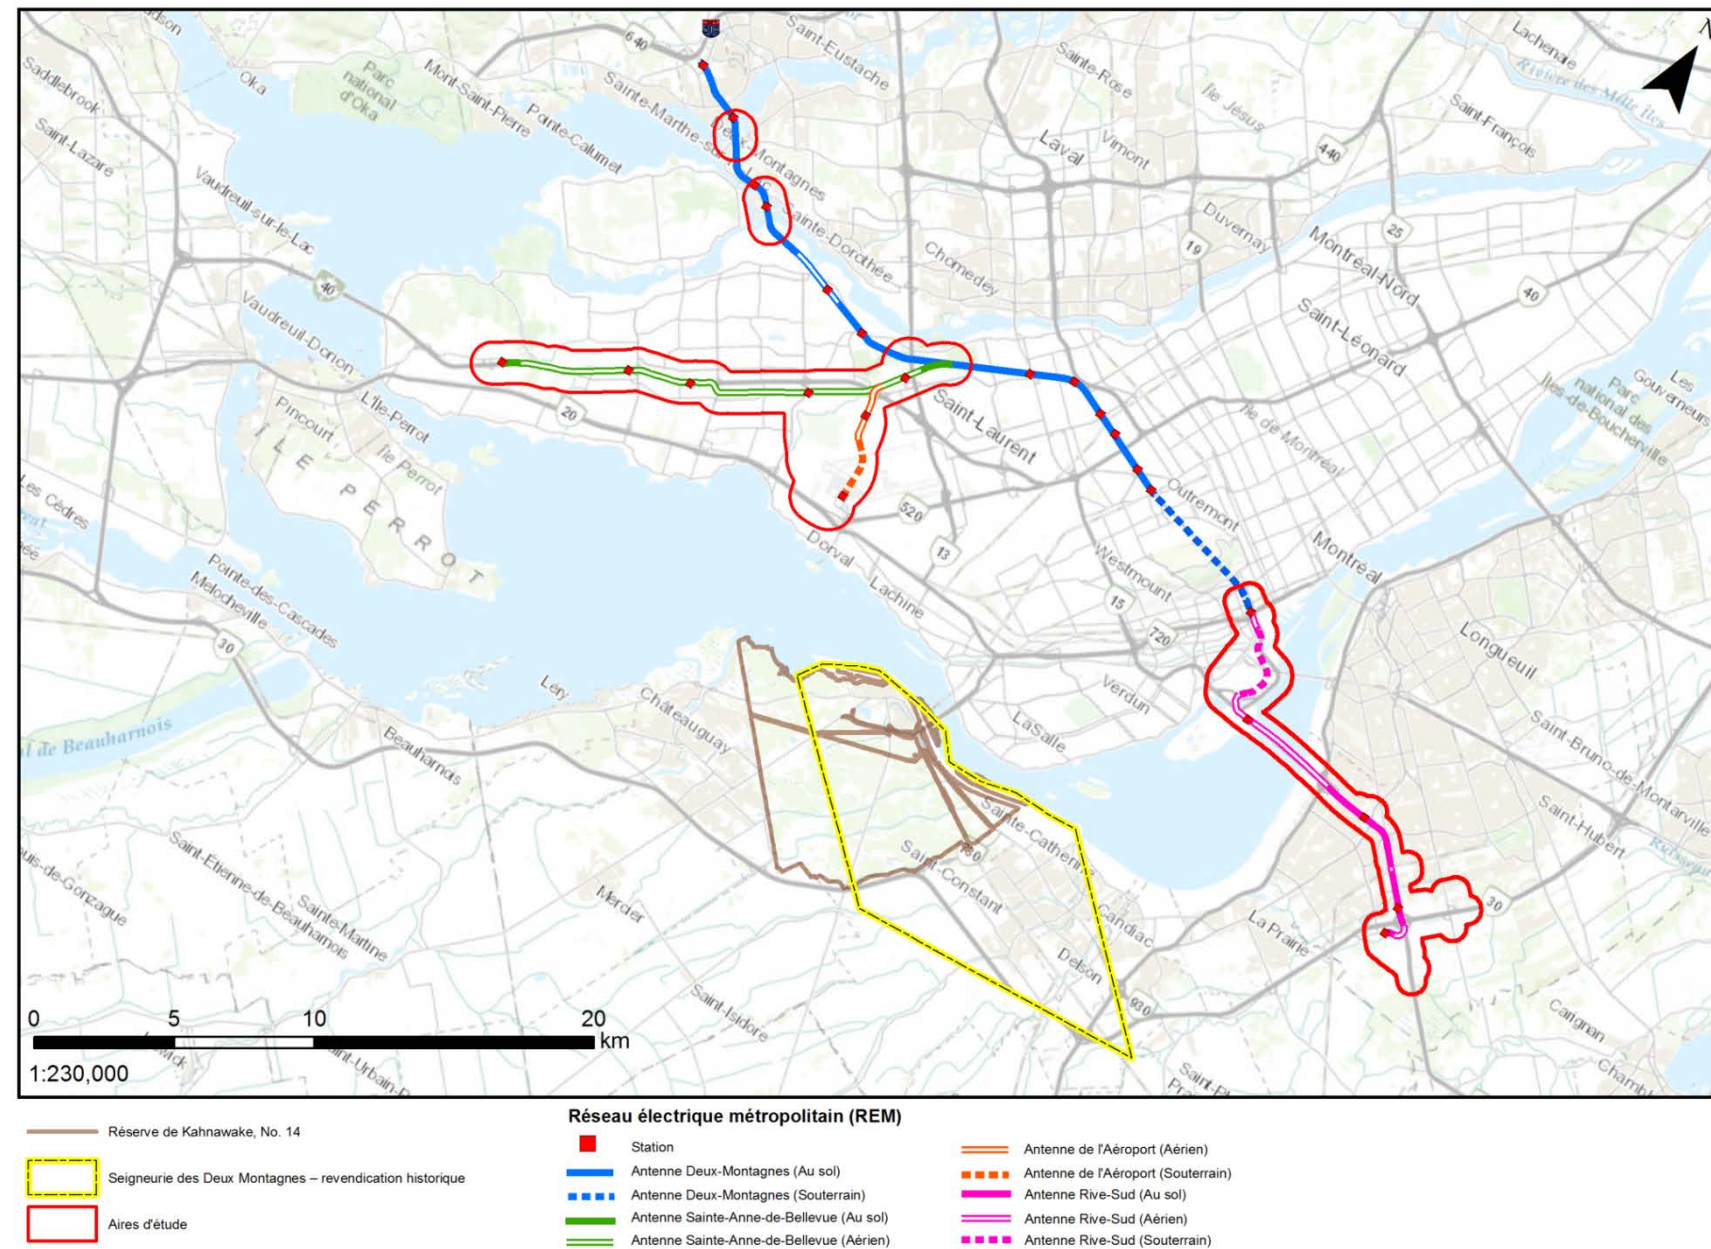 640
Saint-Eustache
Lachenaie
Rivière des Mille Îles
Saddlebrook
Oka
Parc
national
d'Oka
Mont-Saint-Pierre
Pointe-Calumet
Sainte-Marthe-sur-le-Lac
Deux-Montagnes
Sainte-Rose
Île Jésus
Saint-François
Saint-Lazare
Vaudreuil-sur-le-Lac
Laval
Vimont
440
Sainte-Dorothée
Chomedey
Duvernay
19
25
Montréal-Nord
40
Vaudreuil-Dorion
40
Saint-Léonard
Parc
national des
Îles-de-Boucherville
Les
Gouverneurs
Pincourt
L'Île-Perrot
20
Saint-Laurent
Île de Montréal
ILE PERROT
Île Perrot
Les Cèdres
Outremont
520
13
Dorval
Lachine
Westmount
Montréal
15
720
Pointe-des-Cascades
Melocheville
30
Léry
Châteauguay
Verdun
LaSalle
Longueuil
Beauharnois
Saint-Bruno-de-Montarville
Saint-Hubert
Sainte-Catherine
Saint-Constant
Saint-Étienne-de-Beauharnois
Sainte-Martine
Mercier
Candiac
La Prairie
30
Delson
930
Saint-Isidore
Carignan
0 5 10 20
km
1:230,000
Réserve de Kahnawake, No. 14
Seigneurie des Deux Montagnes – revendication historique
Aires d'étude
Réseau électrique métropolitain (REM)
Station
Antenne Deux-Montagnes (Au sol)
Antenne Deux-Montagnes (Souterrain)
Antenne Sainte-Anne-de-Bellevue (Au sol)
Antenne Sainte-Anne-de-Bellevue (Aérien)
Antenne de l'Aéroport (Aérien)
Antenne de l'Aéroport (Souterrain)
Antenne Rive-Sud (Au sol)
Antenne Rive-Sud (Aérien)
Antenne Rive-Sud (Souterrain)